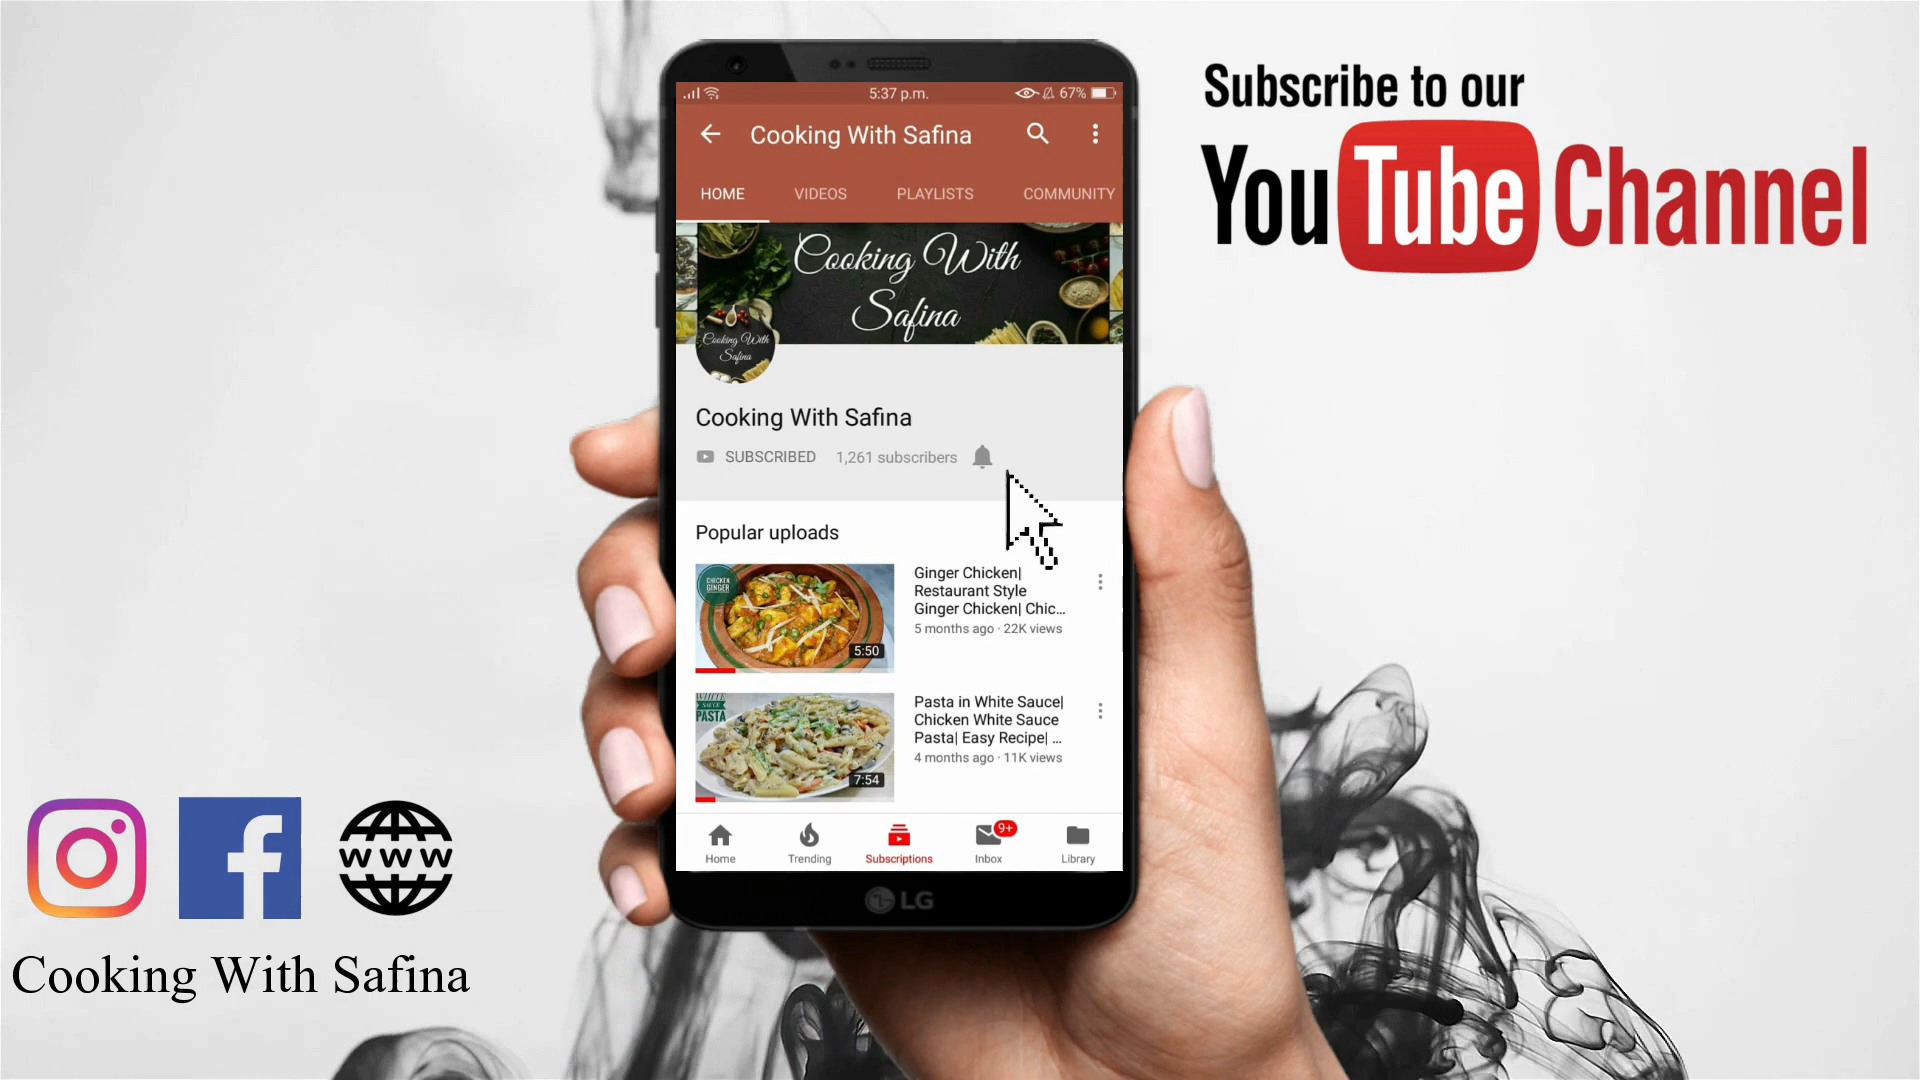 5:37 p.m.
67%
Cooking With Safina
HOME VIDEOS PLAYLISTS COMMUNITY
Cooking With
Safina
Cooking With
Safina
Cooking With Safina
SUBSCRIBED 1,261 subscribers
Popular uploads
CHICKEN
GINGER
5:50
Ginger Chicken|
Restaurant Style
Ginger Chicken| Chic...
5 months ago · 22K views
WHITE
SAUCE
PASTA
7:54
Pasta in White Sauce|
Chicken White Sauce
Pasta| Easy Recipe| ...
4 months ago · 11K views
9+
Home Trending Subscriptions Inbox Library
LG
Subscribe to our
YouTube Channel
WWW
Cooking With Safina